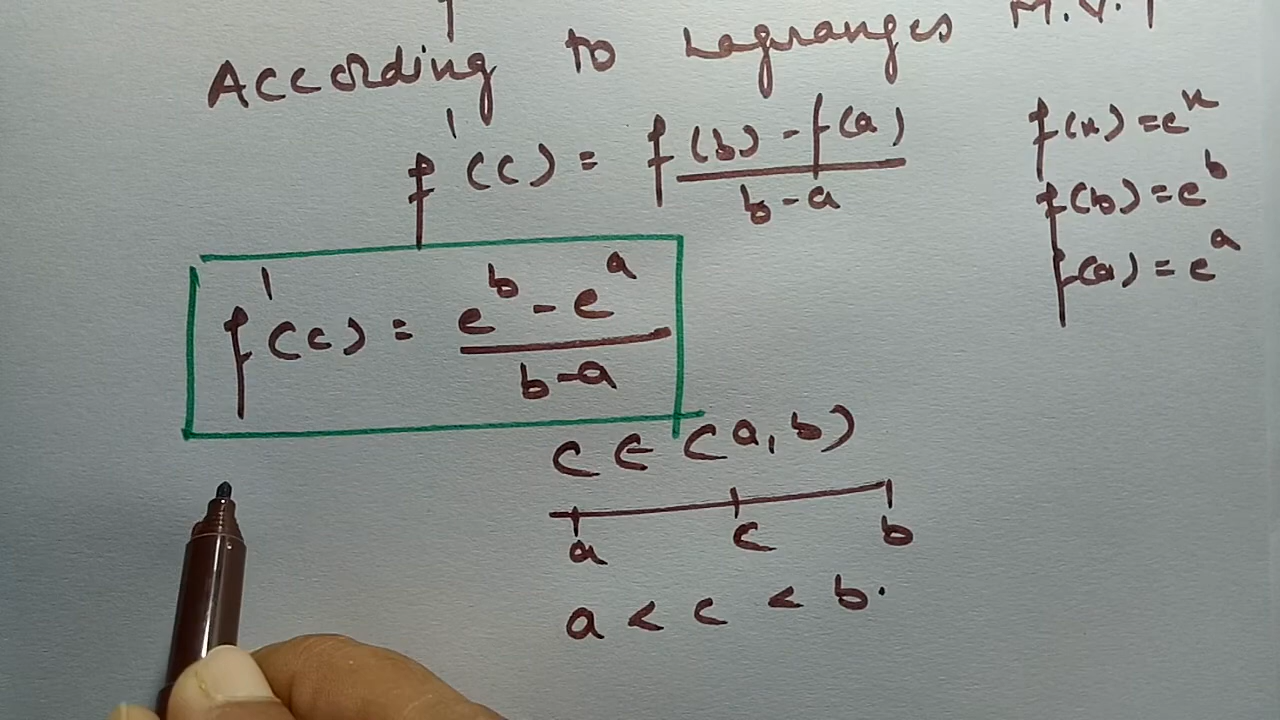 According to Lagranges M.V.T
f'(c) = f(b) - f(a) / b-a
f(x) = e^x
f(b) = e^b
f(a) = e^a
f'(c) = e^b - e^a / b-a
c ∈ (a, b)
a c b
a < c < b.